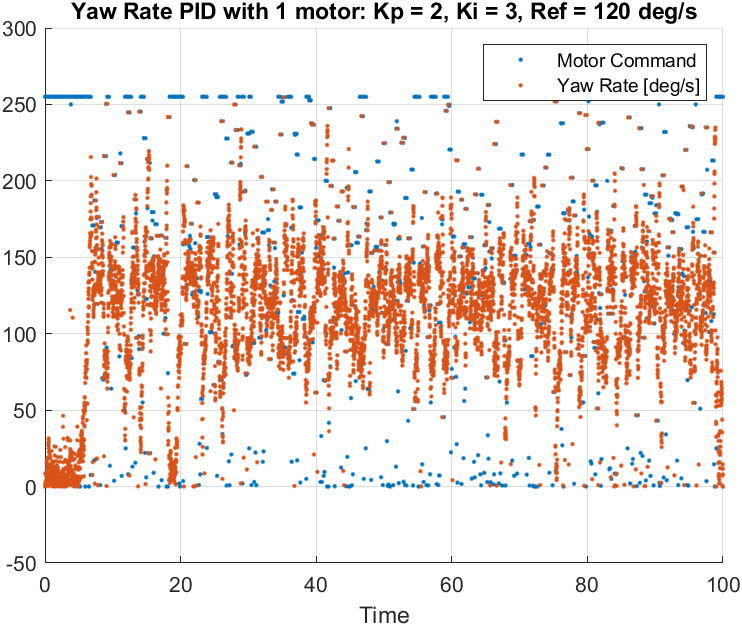 Yaw Rate PID with 1 motor: Kp = 2, Ki = 3, Ref = 120 deg/s
300
Motor Command
Yaw Rate [deg/s]
250
200
150
100
50
0
-50
0 20 40 60 80 100
Time